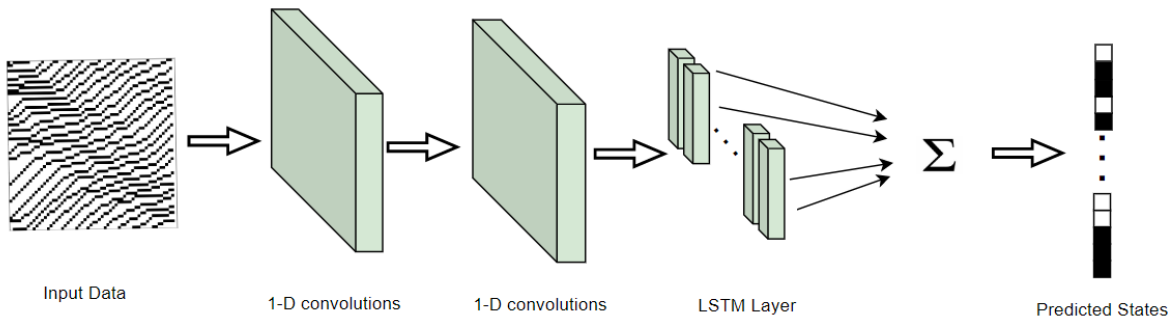 Σ
Input Data
1-D convolutions
1-D convolutions
LSTM Layer
Predicted States